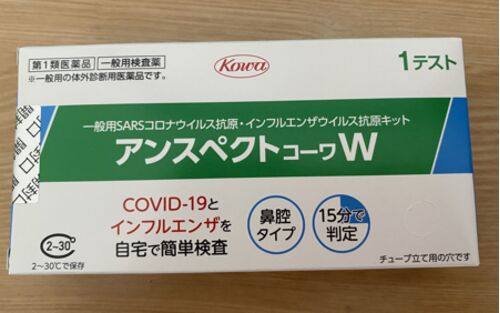 第1類医薬品 一般用検査薬
※一般用の体外診断用医薬品です。
Kowa
1テスト
開封口
開封口
一般用SARSコロナウイルス抗原・インフルエンザウイルス抗原キット
アンスペクトコーワW
COVID-19と
インフルエンザを
自宅で簡単検査
鼻腔
タイプ
15分で
判定
2~30°
2~30℃で保存
チューブ立て用の穴です